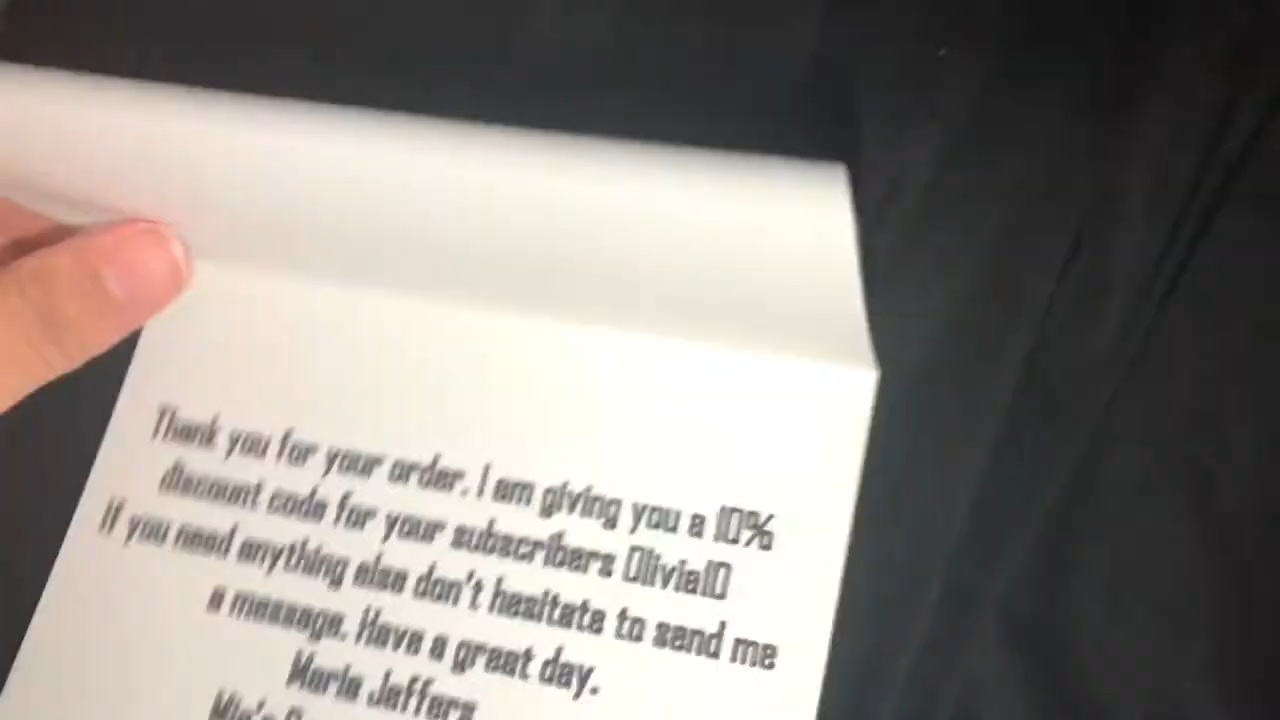 Thank you for your order. I am giving you a 10%
discount code for your subscribers Olivia10
If you need anything else don't hesitate to send me
a message. Have a great day.
Maria Jeffers